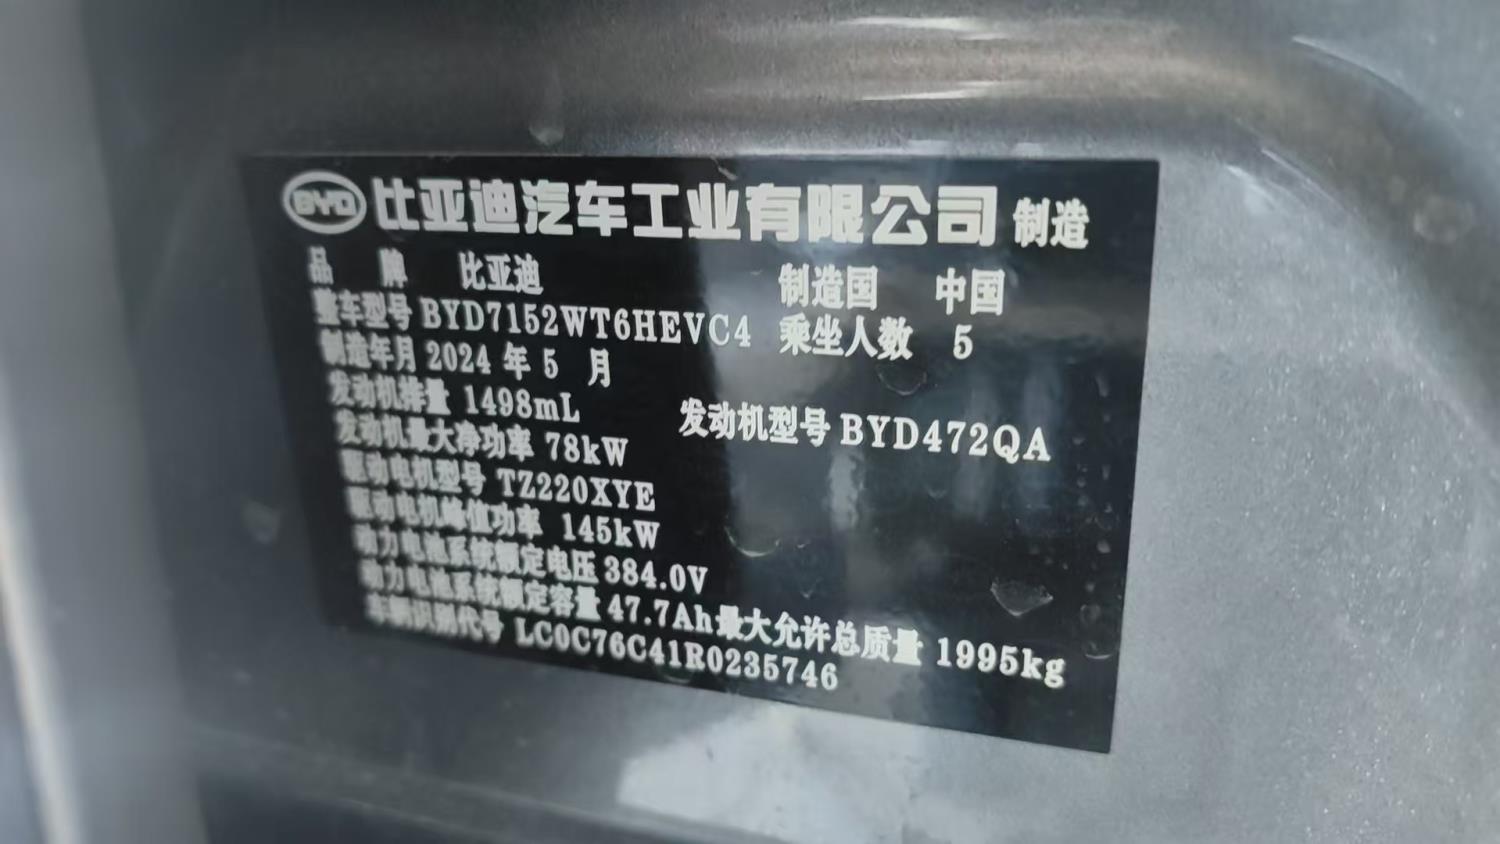 BYD 比亚迪汽车工业有限公司 制造
品 牌 比亚迪 制造国 中国
整车型号 BYD7152WT6HEVC4 乘坐人数 5
制造年月 2024 年 5 月
发动机排量 1498mL 发动机型号 BYD472QA
发动机最大净功率 78kW
驱动电机型号 TZ220XYE
驱动电机峰值功率 145kW
动力电池系统额定电压 384.0V
动力电池系统额定容量 47.7Ah 最大允许总质量 1995kg
车辆识别代号 LC0C76C41R0235746